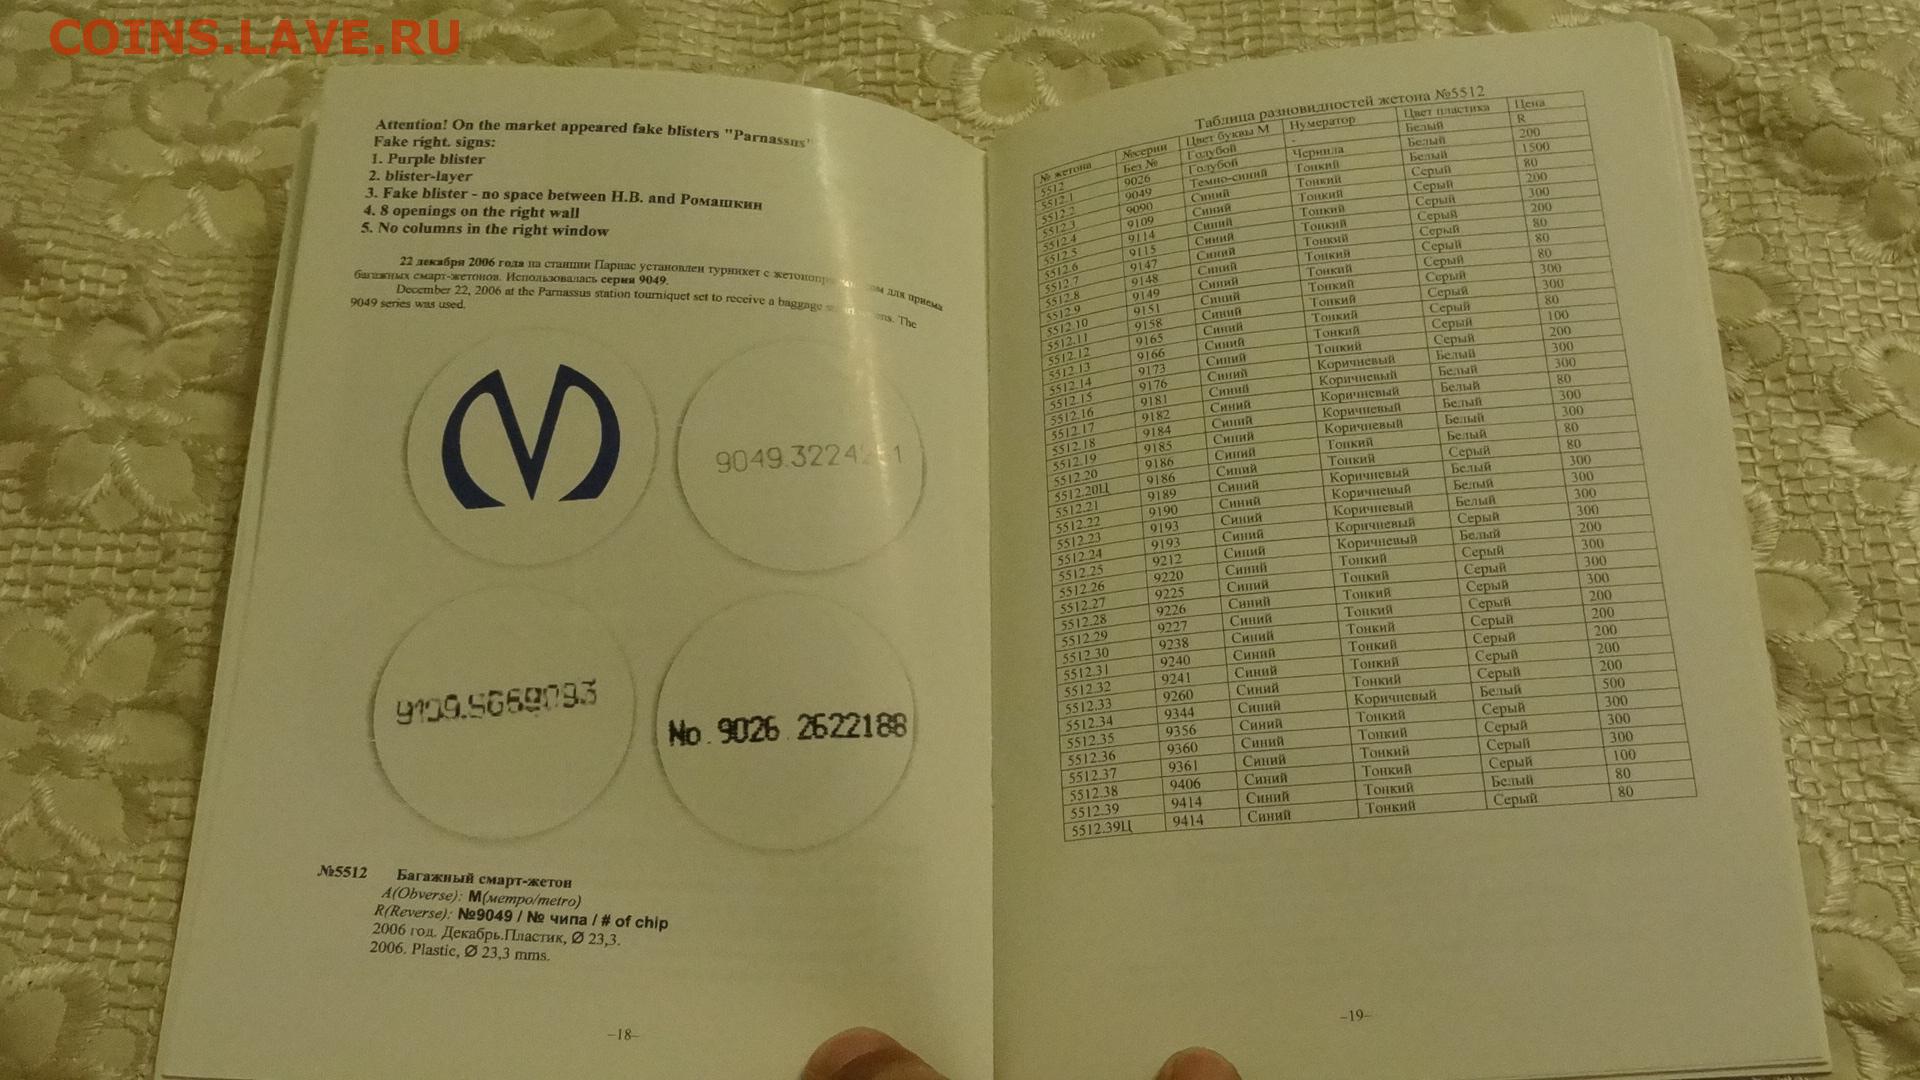 COINS.LAVE.RU
Attention! On the market appeared fake blisters "Parnassus"
Fake right. signs:
1. Purple blister
2. blister-layer
3. Fake blister - no space between Н.В. and Ромашкин
4. 8 openings on the right wall
5. No columns in the right window
22 декабря 2006 года на станции Парнас установлен турникет с для приема
багажных смарт-жетонов. Использовалась серия 9049.
December 22, 2006 at the Parnassus station tourniquet set to receive a baggage The
9049 series was used.
9049.3224
9109.5669093
No. 9026 2622188
№5512 Багажный смарт-жетон
A(Obverse): М(метро/metro)
R(Reverse): №9049 / № чипа / # of chip
2006 год. Декабрь.Пластик, Ø 23,3.
2006. Plastic, Ø 23,3 mms.
–18–
Таблица разновидностей жетона №5512
№ жетона №серии Цвет буквы М Нумератор Цвет пластика Цена
5512 Без № Голубой - Белый R
5512.1 9026 Голубой Чернила Белый 200
5512.2 9049 Темно-синий Тонкий Белый 1500
5512.3 9090 Синий Тонкий Серый 80
5512.4 9109 Синий Тонкий Серый 200
5512.5 9114 Синий Тонкий Серый 300
5512.6 9115 Синий Тонкий Серый 200
5512.7 9147 Синий Тонкий Серый 80
5512.8 9148 Синий Тонкий Серый 80
5512.9 9149 Синий Тонкий Серый 80
5512.10 9151 Синий Тонкий Серый 300
5512.11 9158 Синий Тонкий Серый 300
5512.12 9165 Синий Тонкий Серый 80
5512.13 9166 Синий Тонкий Серый 100
5512.14 9173 Синий Тонкий Серый 200
5512.15 9176 Синий Коричневый Белый 300
5512.16 9181 Синий Коричневый Белый 300
5512.17 9182 Синий Коричневый Белый 80
5512.18 9184 Синий Коричневый Белый 300
5512.19 9185 Синий Коричневый Белый 300
5512.20 9186 Синий Тонкий Белый 80
5512.20Ц 9186 Синий Тонкий Серый 80
5512.21 9189 Синий Коричневый Белый 300
5512.22 9190 Синий Коричневый Белый 300
5512.23 9193 Синий Коричневый Белый 300
5512.24 9193 Синий Коричневый Серый 300
5512.25 9212 Синий Коричневый Белый 200
5512.26 9220 Синий Тонкий Серый 300
5512.27 9225 Синий Тонкий Серый 300
5512.28 9226 Синий Тонкий Серый 300
5512.29 9227 Синий Тонкий Серый 200
5512.30 9238 Синий Тонкий Серый 200
5512.31 9240 Синий Тонкий Серый 200
5512.32 9241 Синий Тонкий Серый 200
5512.33 9260 Синий Тонкий Серый 200
5512.34 9344 Синий Коричневый Белый 500
5512.35 9356 Синий Тонкий Серый 300
5512.36 9360 Синий Тонкий Серый 300
5512.37 9361 Синий Тонкий Серый 300
5512.38 9406 Синий Тонкий Серый 100
5512.39 9414 Синий Тонкий Белый 80
5512.39Ц 9414 Синий Тонкий Серый 80
–19–